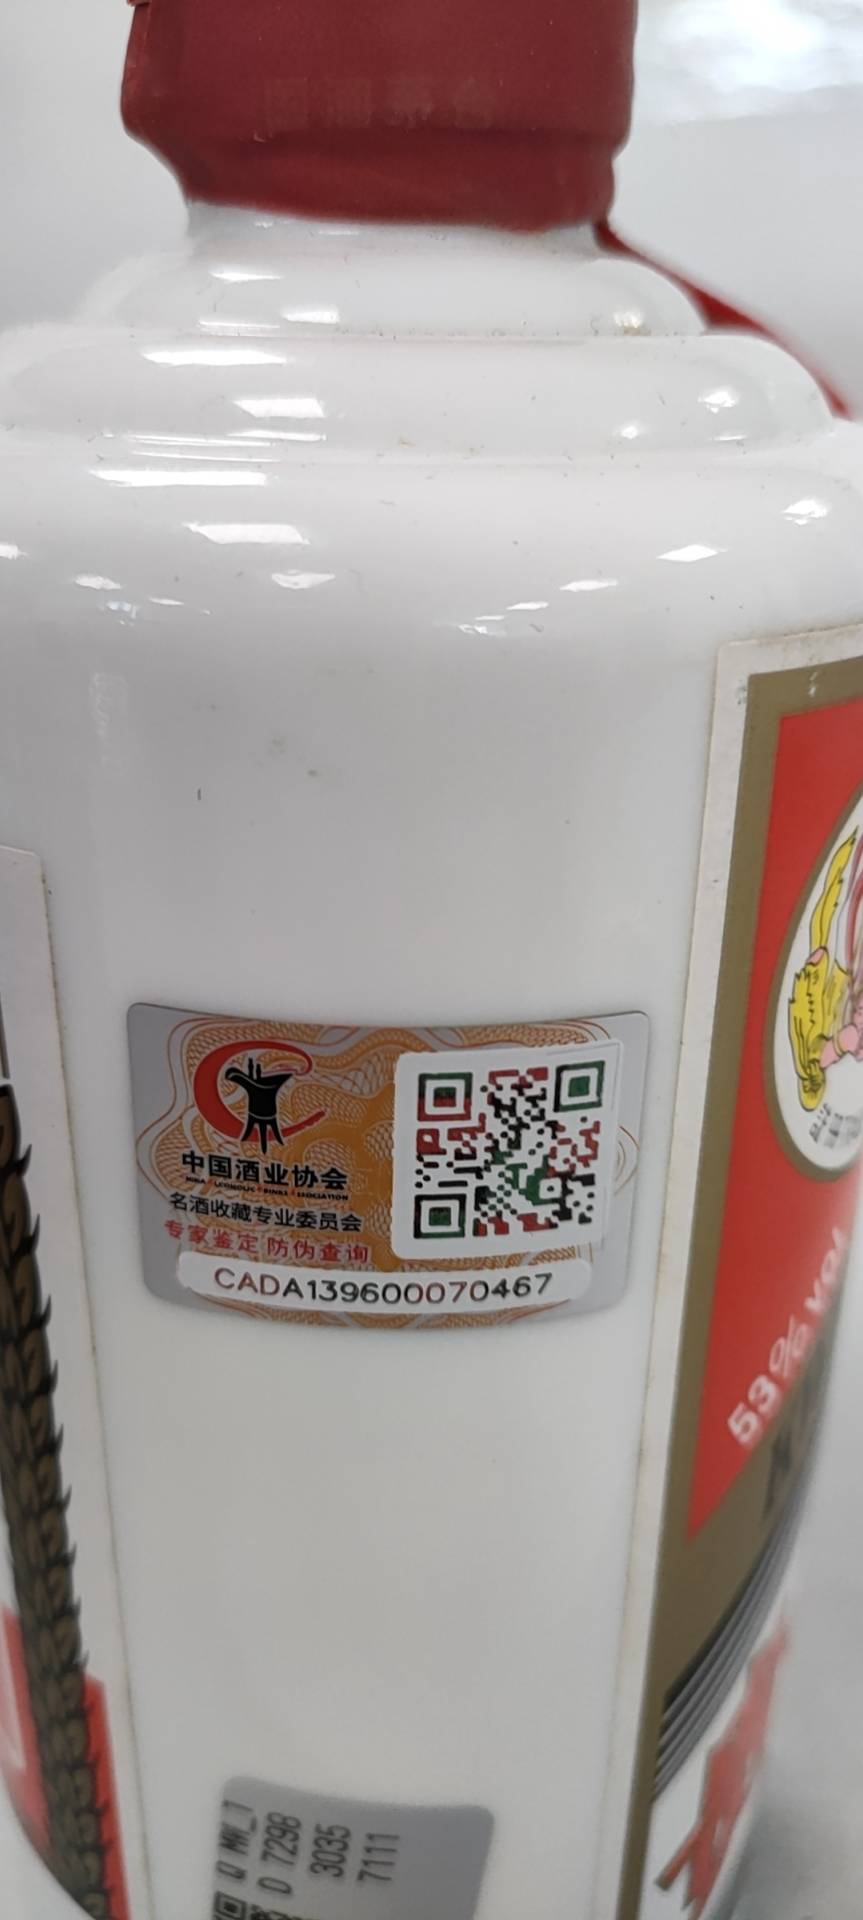 中国酒业协会
名酒收藏专业委员会
专家鉴定 防伪查询
CADA139600070467
53% VOL
Q MW_1
D 7298
3035
7111